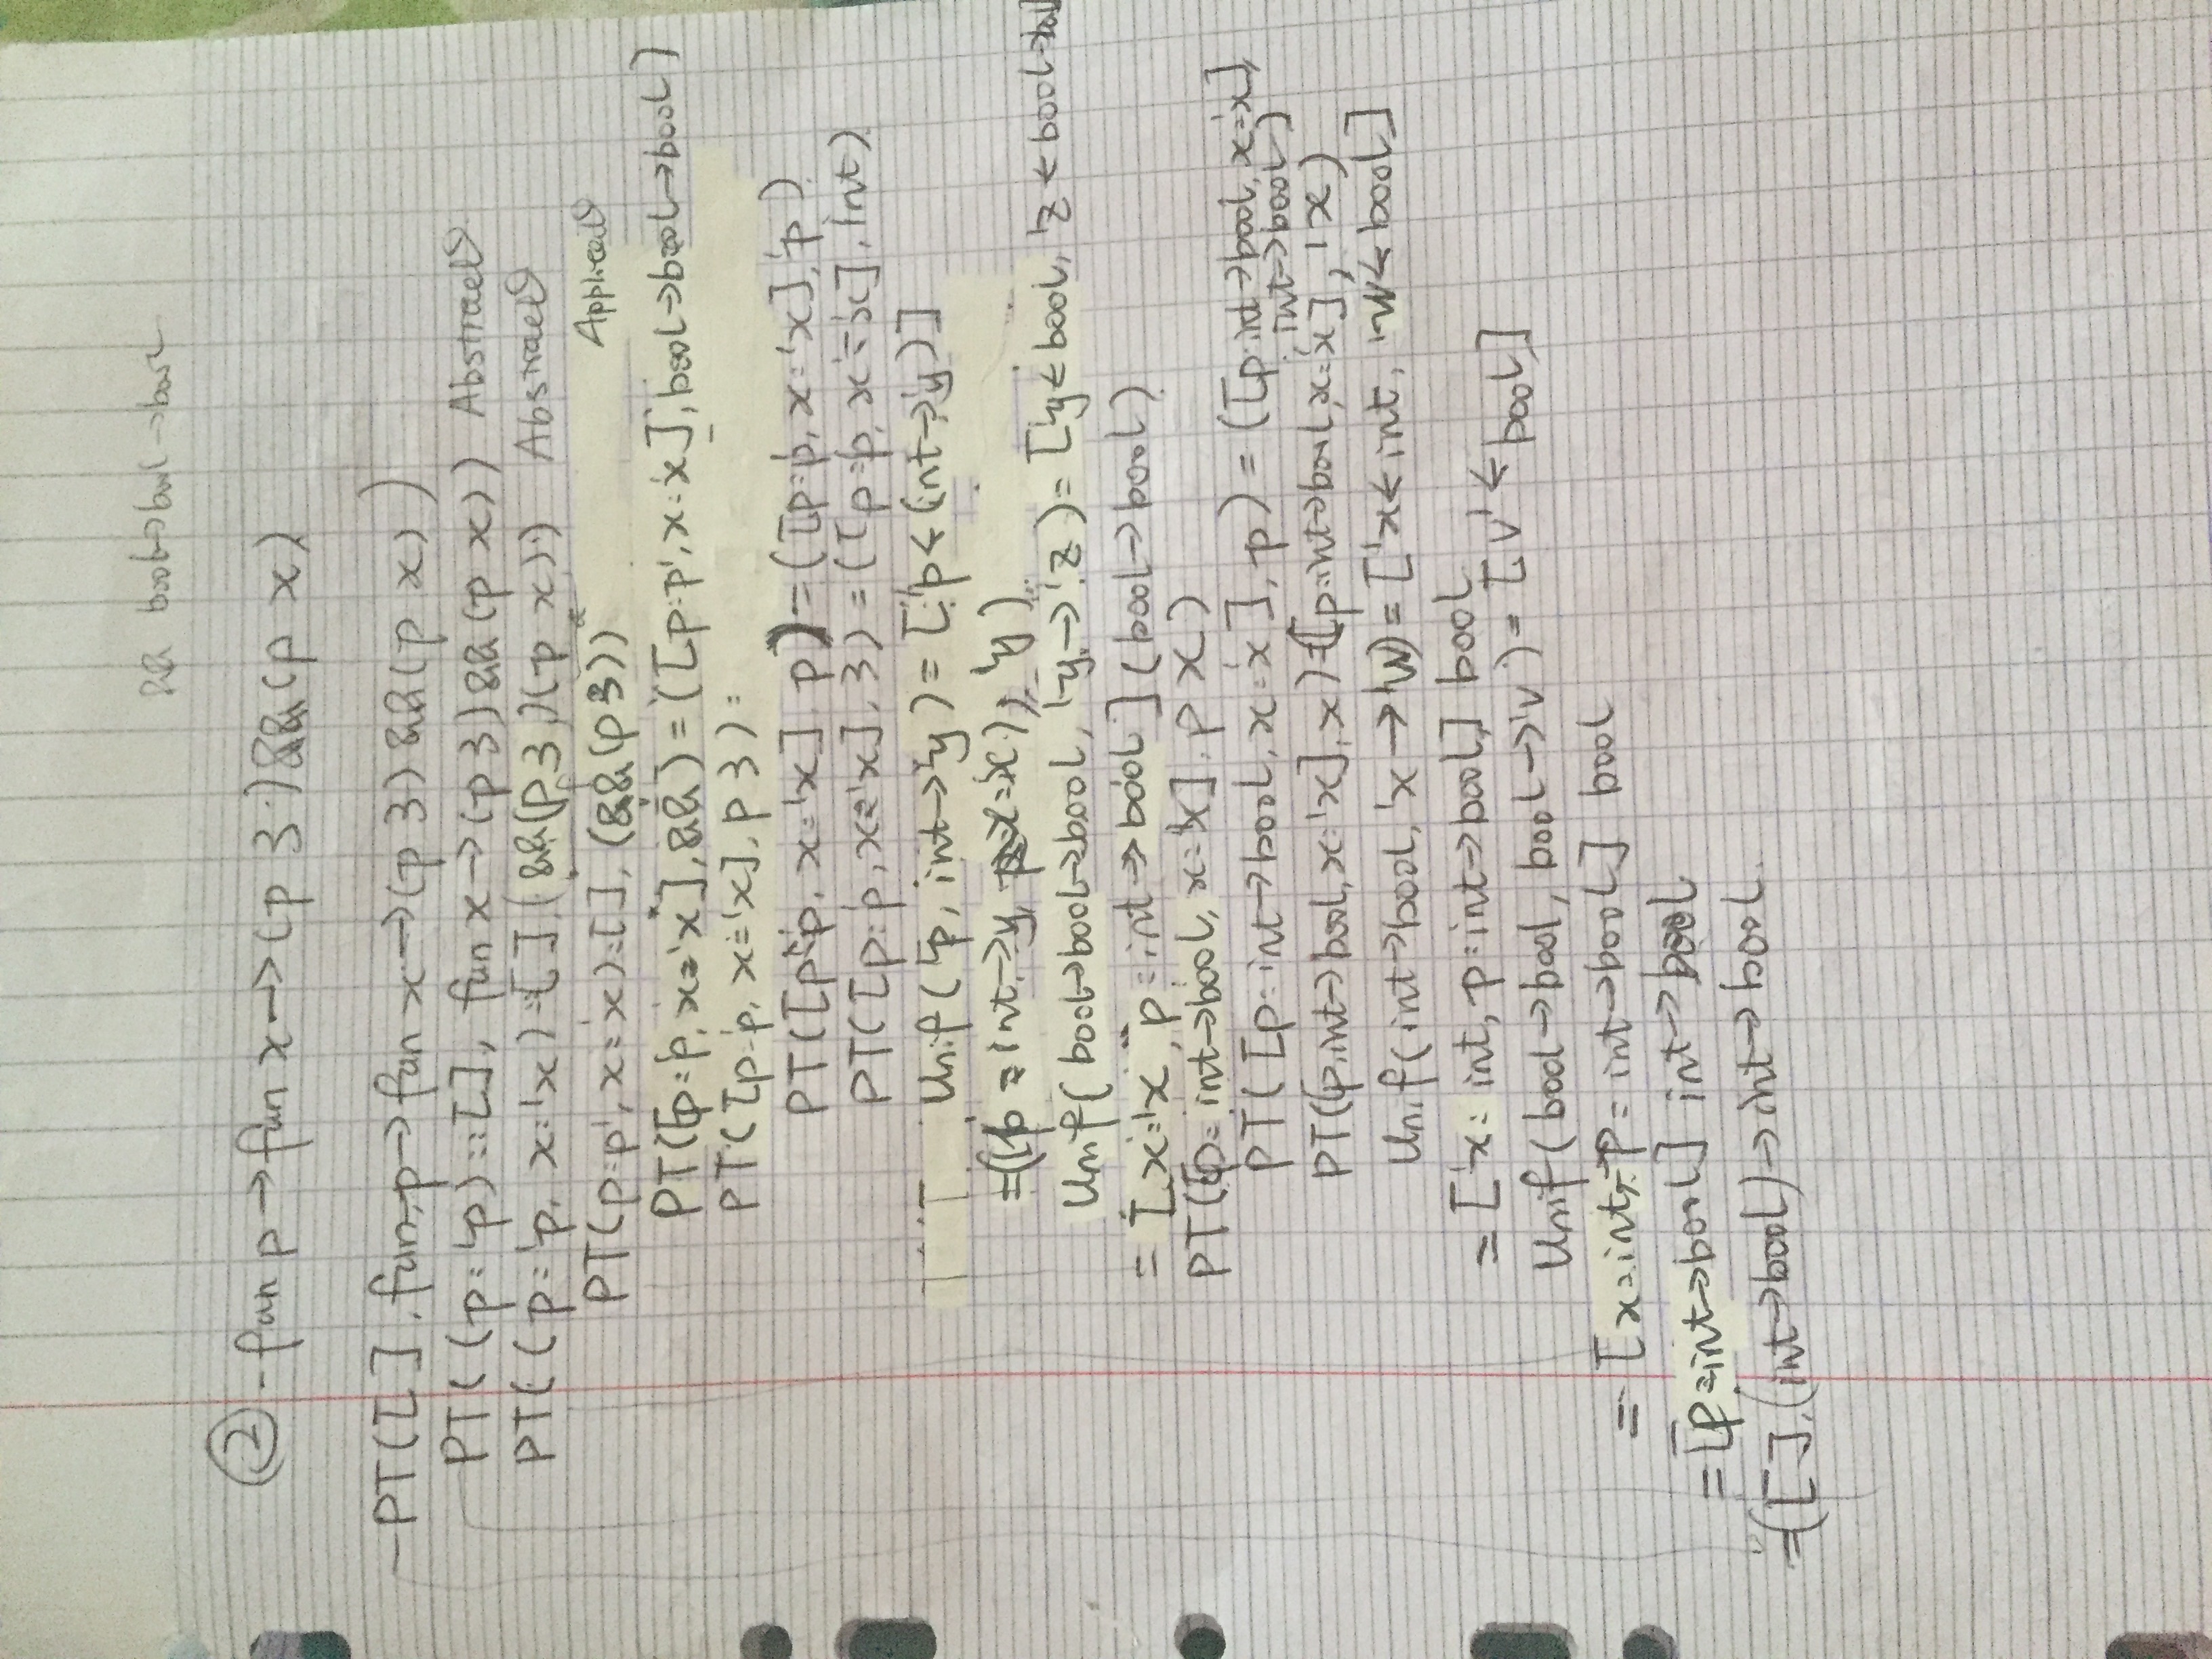 && bool→bool→bool
② - fun p → fun x → (p 3) && (p x)
- PT([ ], fun p → fun x → (p 3) && (p x))
PT((p: 'p)::[], fun x → (p 3) && (p x)) Abstract
PT((p: 'p, x: 'x)::[], (&&(p 3)(p x))) Abstract
PT(p:p', x:'x)::[], (&&(p 3)) Applicat
PT([p:'p, x:'x], &&) = ([p:p', x:'x], bool→bool→bool)
PT([p:'p, x:'x], p 3) =
PT([p:'p, x:'x], p) = ([p:'p, x:'x], 'p)
PT([p:'p, x:'x], 3) = ([p:'p, x:'x], int)
Unif('p, int→'y) = ['p ← (int→'y)]
= ([p = int→y, x:'x), 'y)
Unif(bool→bool→bool, 'y→'z) = ['y ← bool, 'z ← bool→bool]
= [x:'x, p: int→bool] (bool→bool)
PT([p: int→bool, x:'x], p x)
PT([p: int→bool, x:'x], p) = ([p:int→bool, x:'x],
int→bool)
PT([p:int→bool, x:'x], x) = ([p:int→bool, x:'x], 'x)
Unif(int→bool, 'x→'w) = ['x ← int, 'w ← bool]
= ['x: int, p: int→bool] bool
Unif(bool→bool, bool→'v) = [v' ← bool]
= [x: int, p: int→bool] bool
= [p: int→bool] int→bool
= ([ ], (int→bool)→int→bool